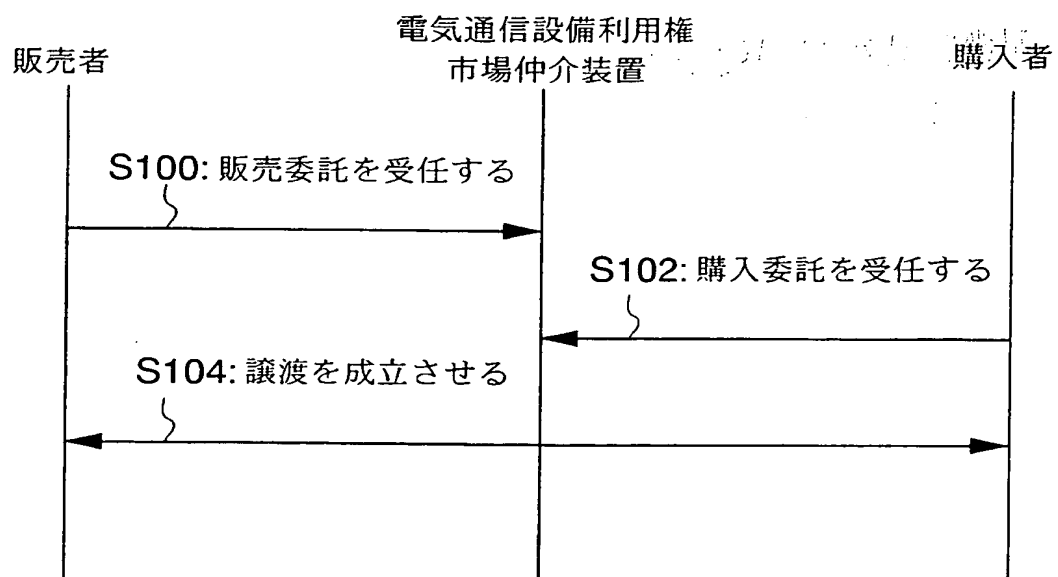 販売者
電気通信設備利用権
市場仲介装置
購入者
S100: 販売委託を受任する
S102: 購入委託を受任する
S104: 譲渡を成立させる